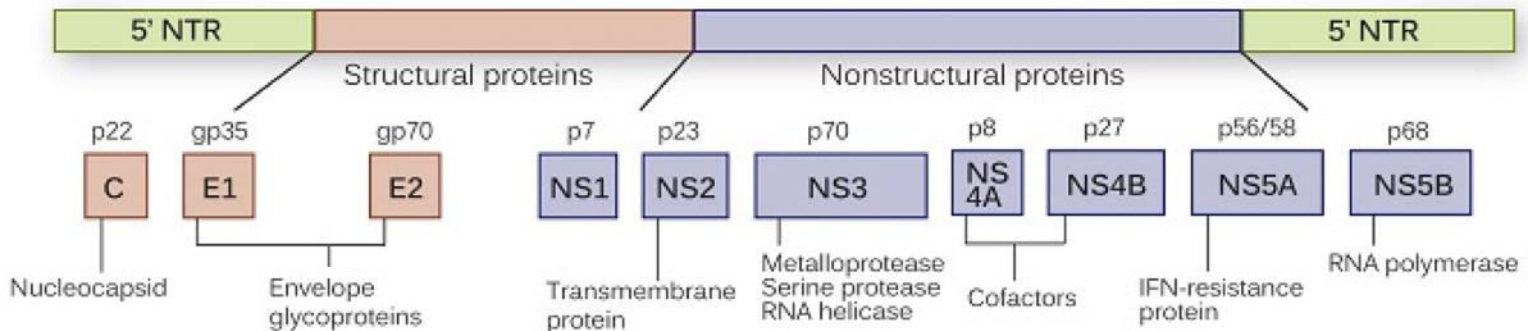 5' NTR
5' NTR
Structural proteins
Nonstructural proteins
p22
gp35
gp70
p7
p23
p70
p8
p27
p56/58
p68
C
E1
E2
NS1
NS2
NS3
NS
4A
NS4B
NS5A
NS5B
Nucleocapsid
Envelope
glycoproteins
Transmembrane
protein
Metalloprotease
Serine protease
RNA helicase
Cofactors
IFN-resistance
protein
RNA polymerase